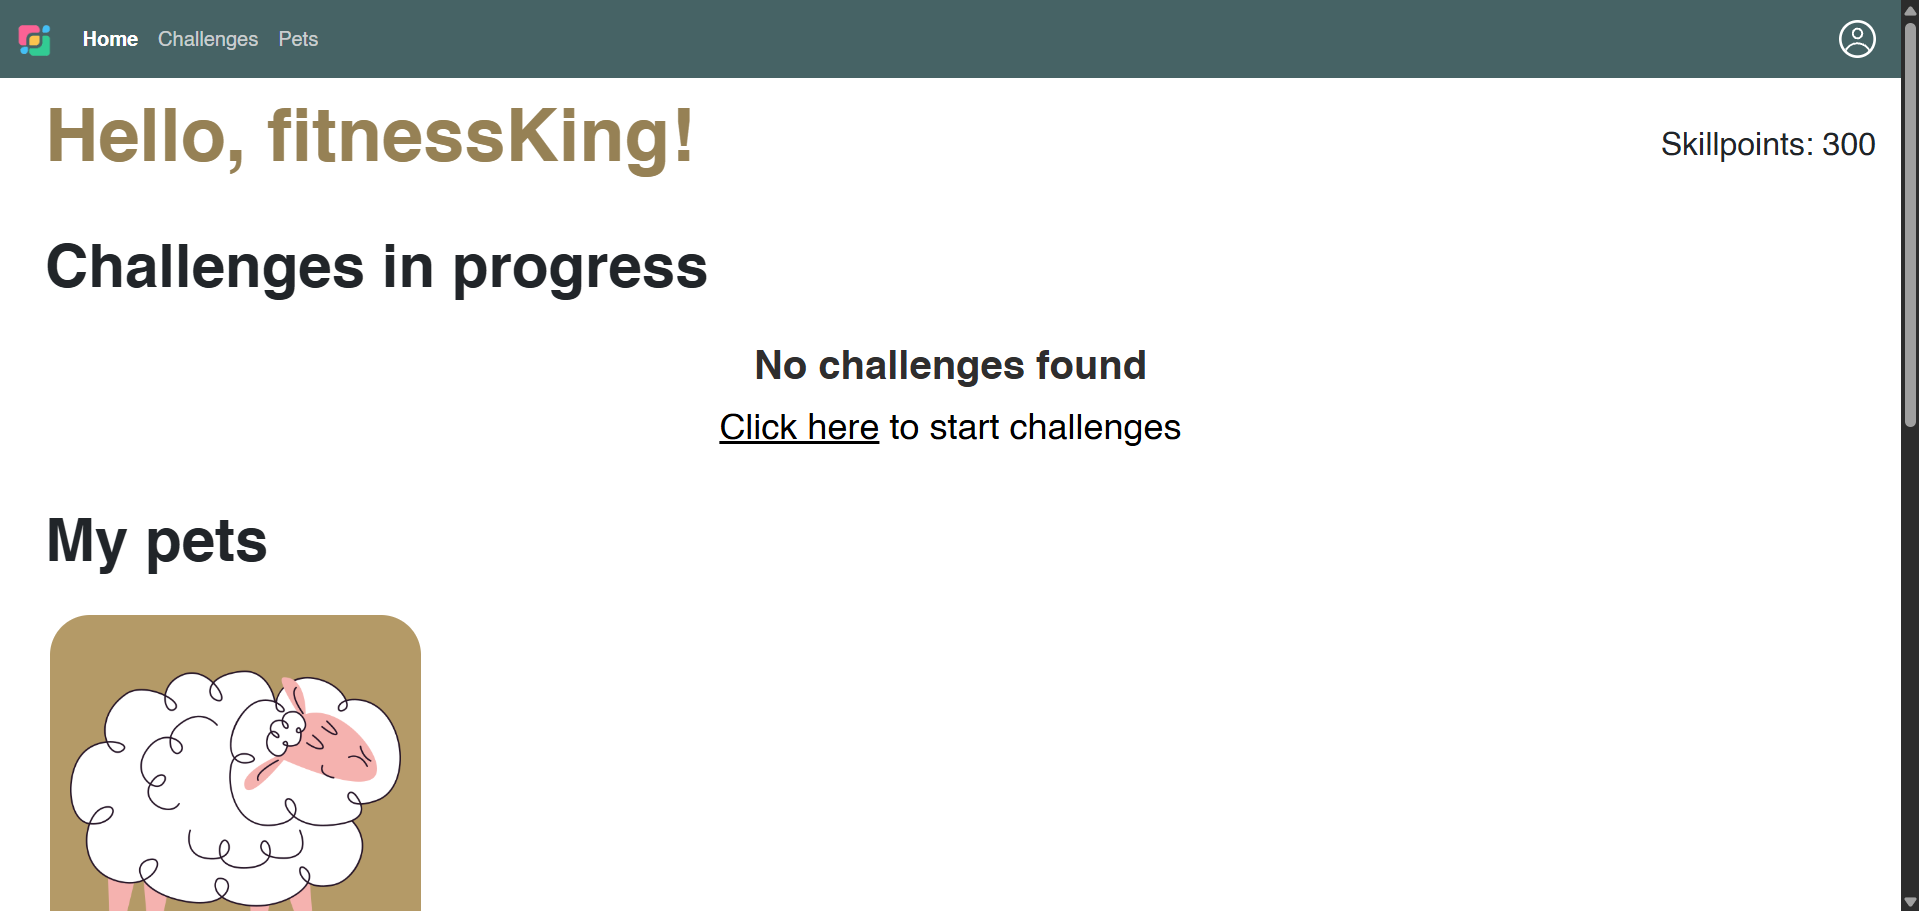 Home Challenges Pets
Hello, fitnessKing!
Skillpoints: 300
Challenges in progress
No challenges found
Click here to start challenges
My pets